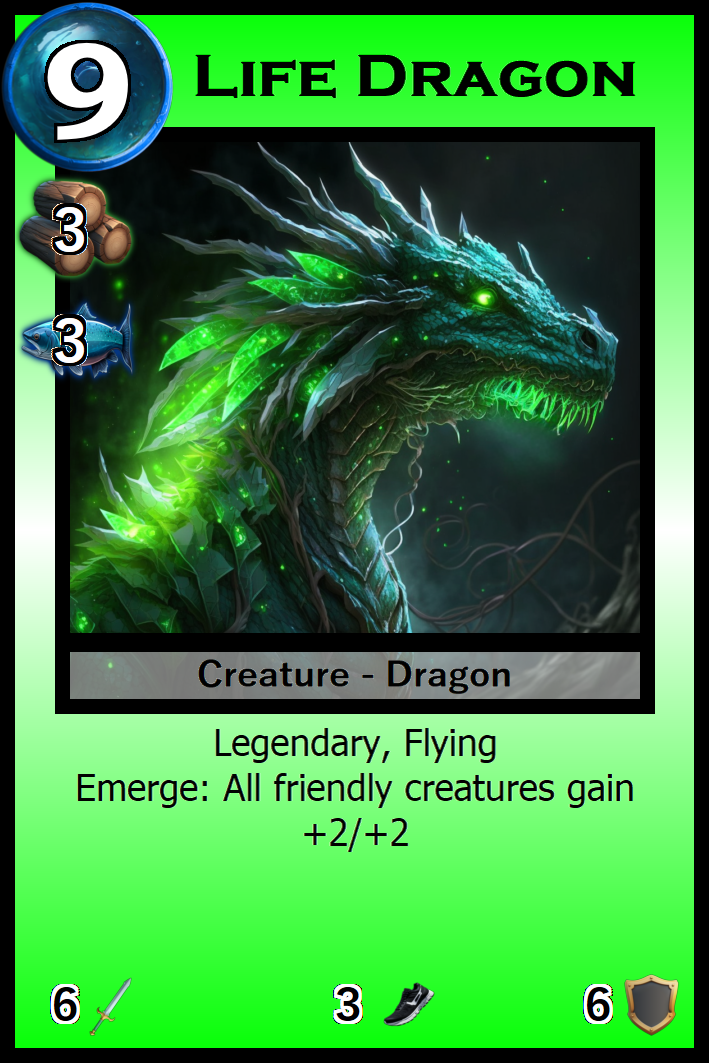 9
Life Dragon
3
3
Creature - Dragon
Legendary, Flying
Emerge: All friendly creatures gain
+2/+2
6 3 6